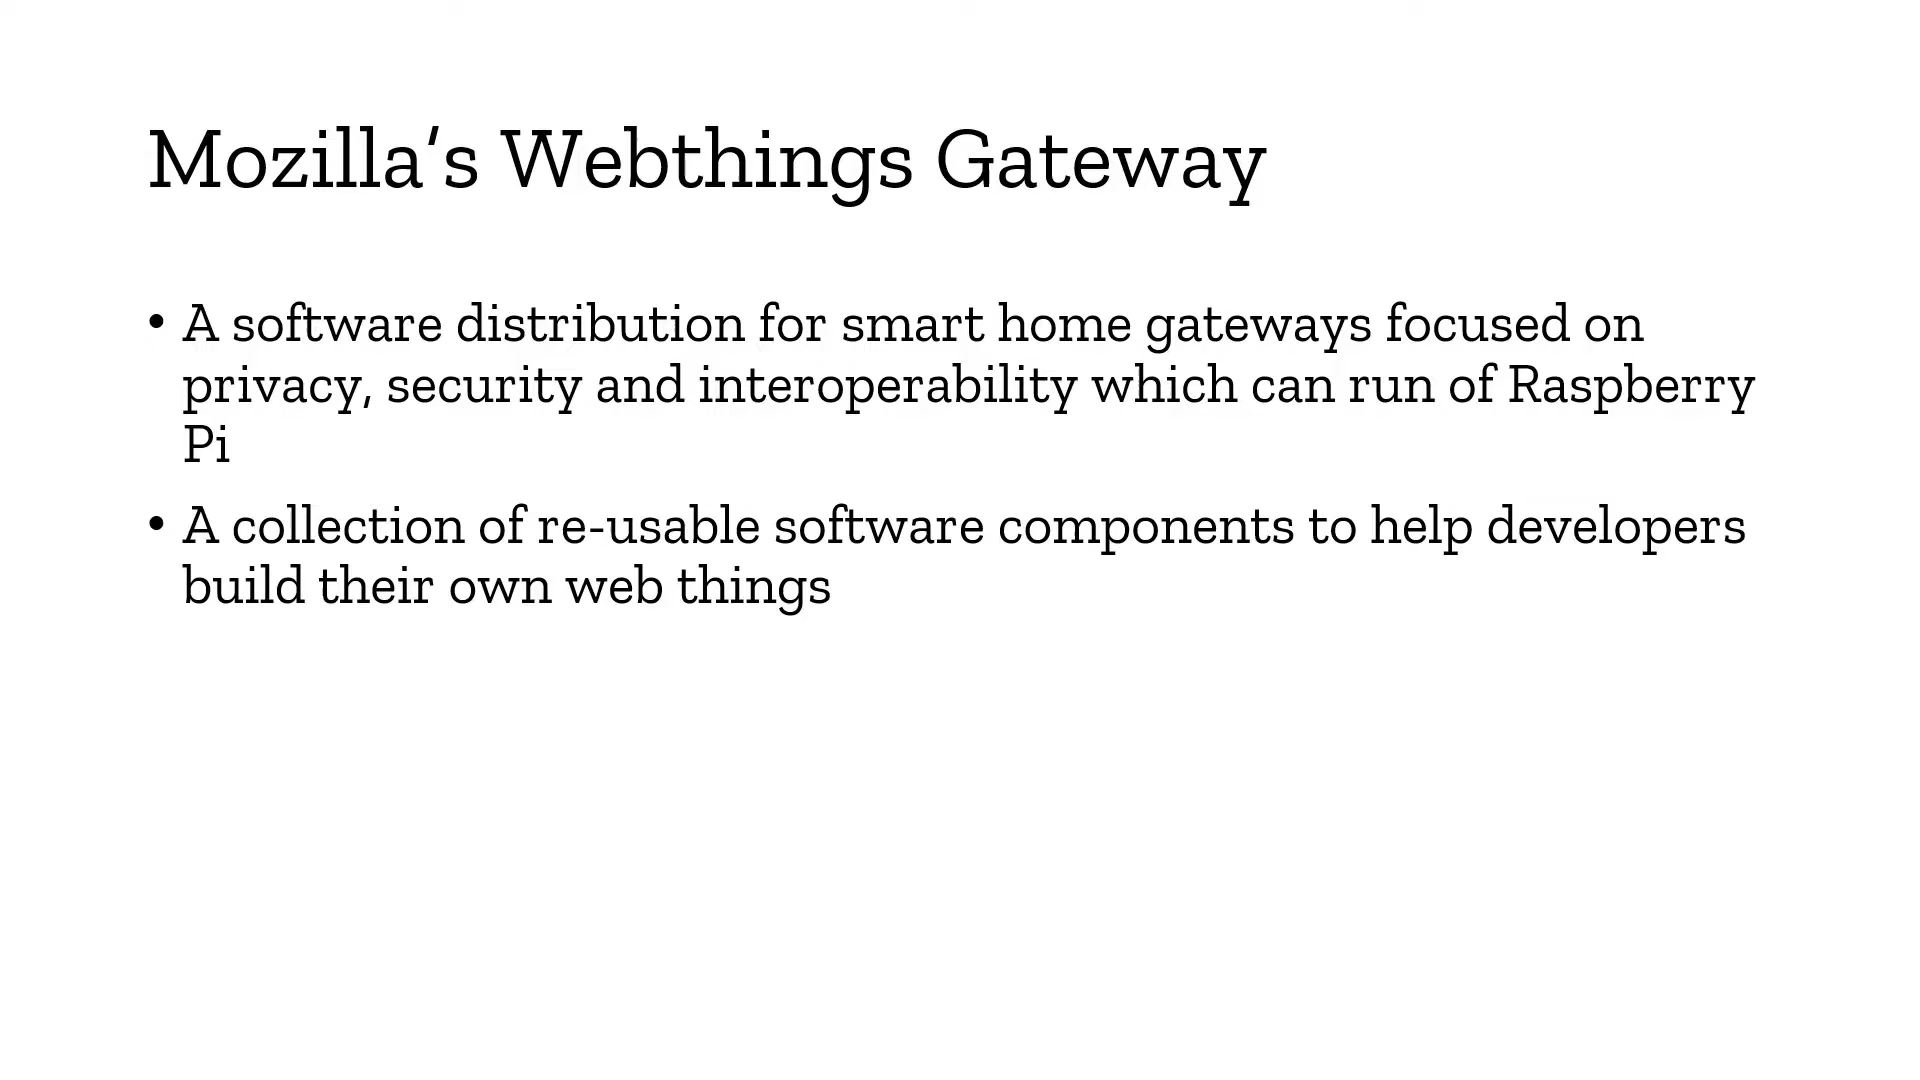 Mozilla‘s Webthings Gateway
• A software distribution for smart home gateways focused on
privacy, security and interoperability which can run of Raspberry
Pi
• A collection of re-usable software components to help developers
build their own web things